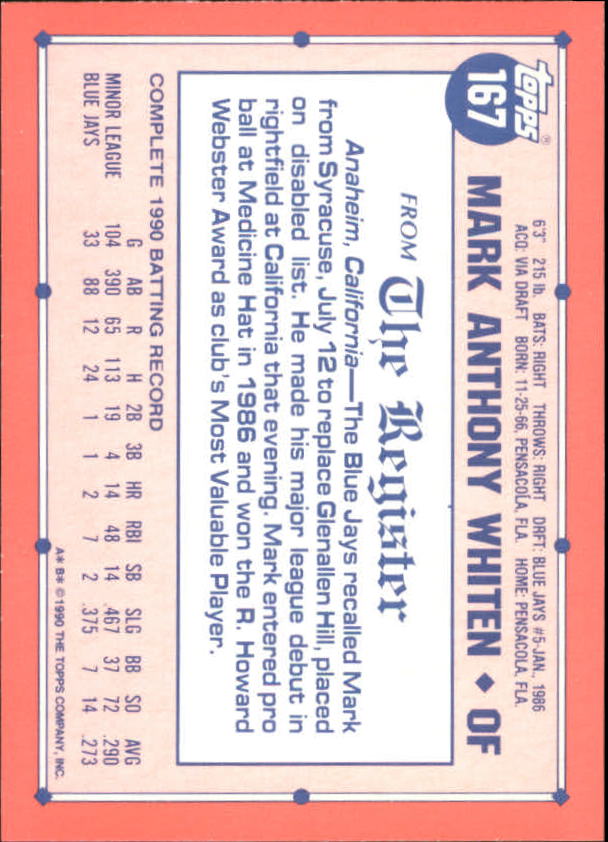 topps®
167
6'3" 215 lb. BATS: RIGHT THROWS: RIGHT DRFT: BLUE JAYS #5-JAN., 1986
ACQ: VIA DRAFT BORN: 11-25-66, PENSACOLA, FLA. HOME: PENSACOLA, FLA.
MARK ANTHONY WHITEN ◆ OF
FROM The Register
Anaheim, California—The Blue Jays recalled Mark
from Syracuse, July 12 to replace Glenallen Hill, placed
on disabled list. He made his major league debut in
rightfield at California that evening. Mark entered pro
ball at Medicine Hat in 1986 and won the R. Howard
Webster Award as club's Most Valuable Player.
COMPLETE 1990 BATTING RECORD
G AB R H 2B 3B HR RBI SB SLG BB SO AVG
MINOR LEAGUE 104 390 65 113 19 4 14 48 14 .467 37 72 .290
BLUE JAYS 33 88 12 24 1 1 2 7 2 .375 7 14 .273
A* B* © 1990 THE TOPPS COMPANY, INC.